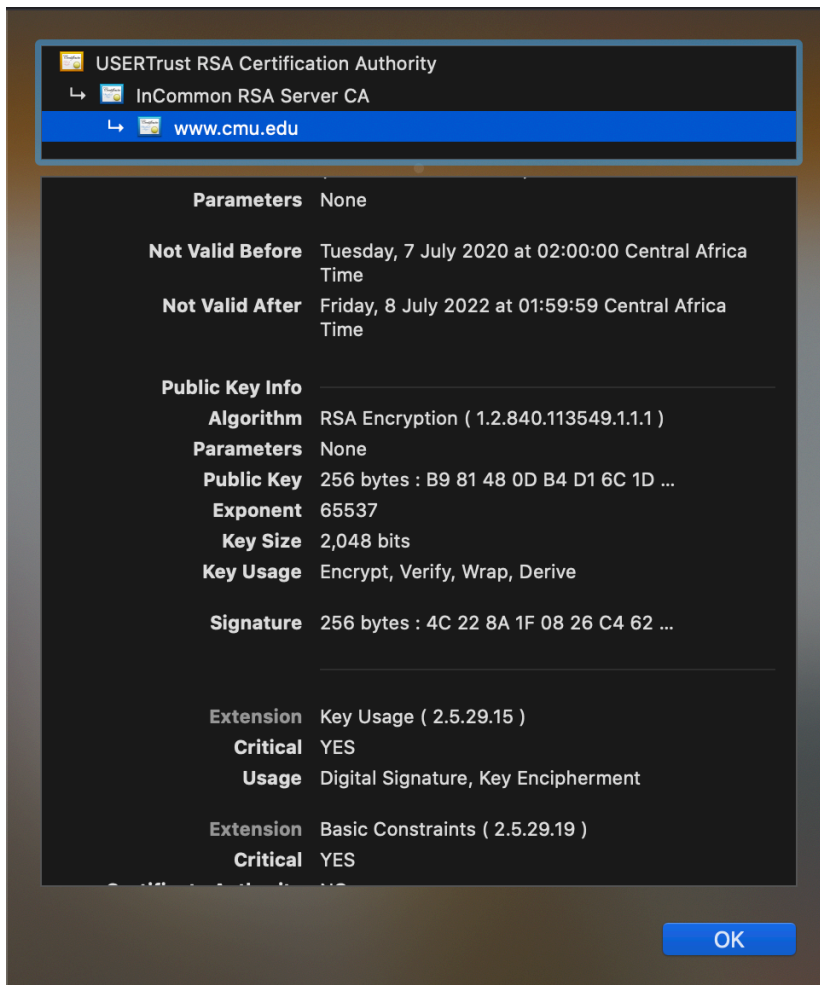 USERTrust RSA Certification Authority
↳ InCommon RSA Server CA
↳ www.cmu.edu
Parameters None
Not Valid Before Tuesday, 7 July 2020 at 02:00:00 Central Africa
Time
Not Valid After Friday, 8 July 2022 at 01:59:59 Central Africa
Time
Public Key Info
Algorithm RSA Encryption ( 1.2.840.113549.1.1.1 )
Parameters None
Public Key 256 bytes : B9 81 48 0D B4 D1 6C 1D ...
Exponent 65537
Key Size 2,048 bits
Key Usage Encrypt, Verify, Wrap, Derive
Signature 256 bytes : 4C 22 8A 1F 08 26 C4 62 ...
Extension Key Usage ( 2.5.29.15 )
Critical YES
Usage Digital Signature, Key Encipherment
Extension Basic Constraints ( 2.5.29.19 )
Critical YES
OK